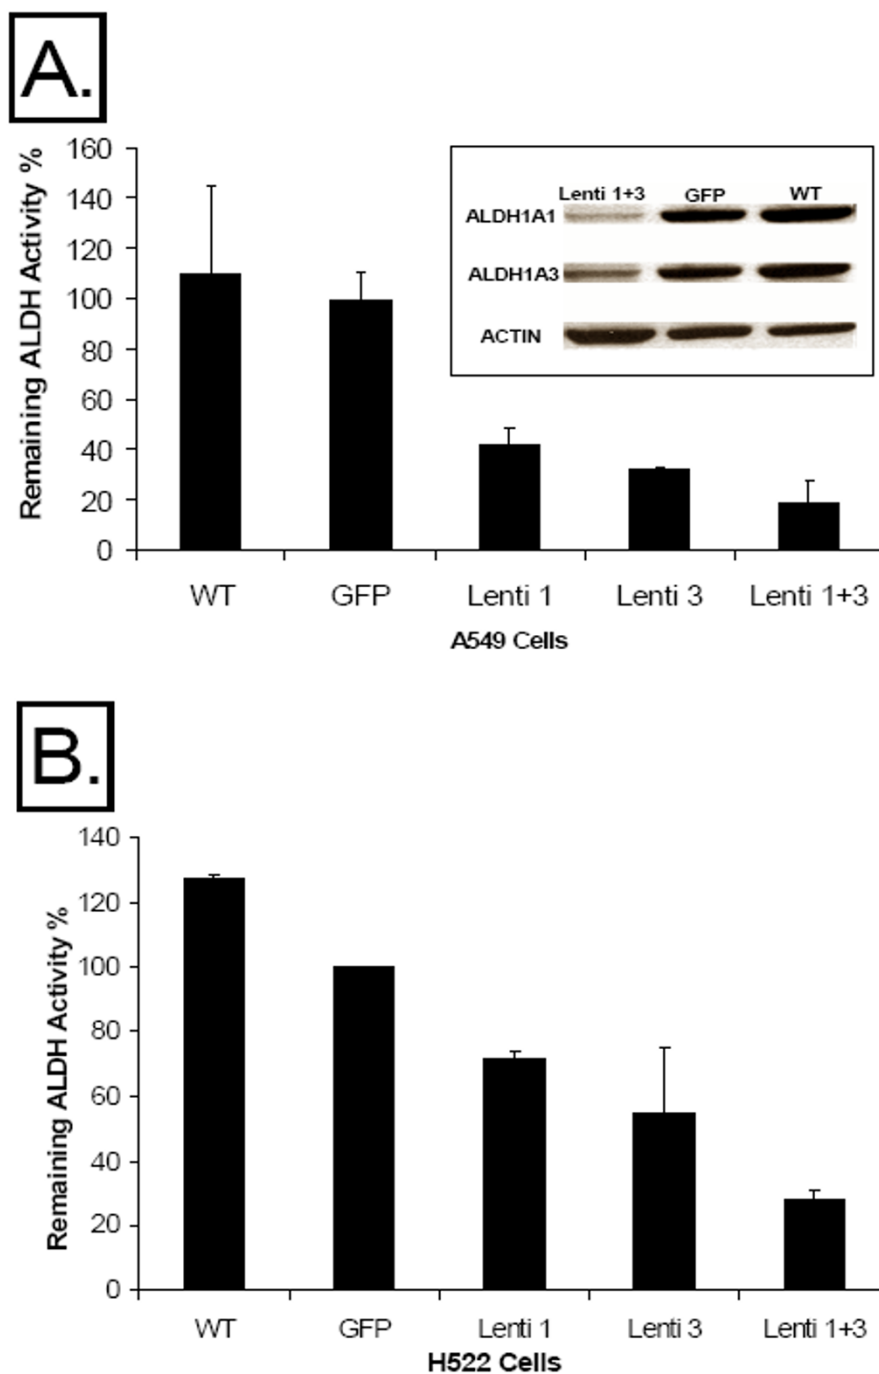 A.
Remaining ALDH Activity %
160
140
120
100
80
60
40
20
0
Lenti 1+3 GFP WT
ALDH1A1
ALDH1A3
ACTIN
WT GFP Lenti 1 Lenti 3 Lenti 1+3
A549 Cells
B.
Remaining ALDH Activity %
140
120
100
80
60
40
20
0
WT GFP Lenti 1 Lenti 3 Lenti 1+3
H522 Cells